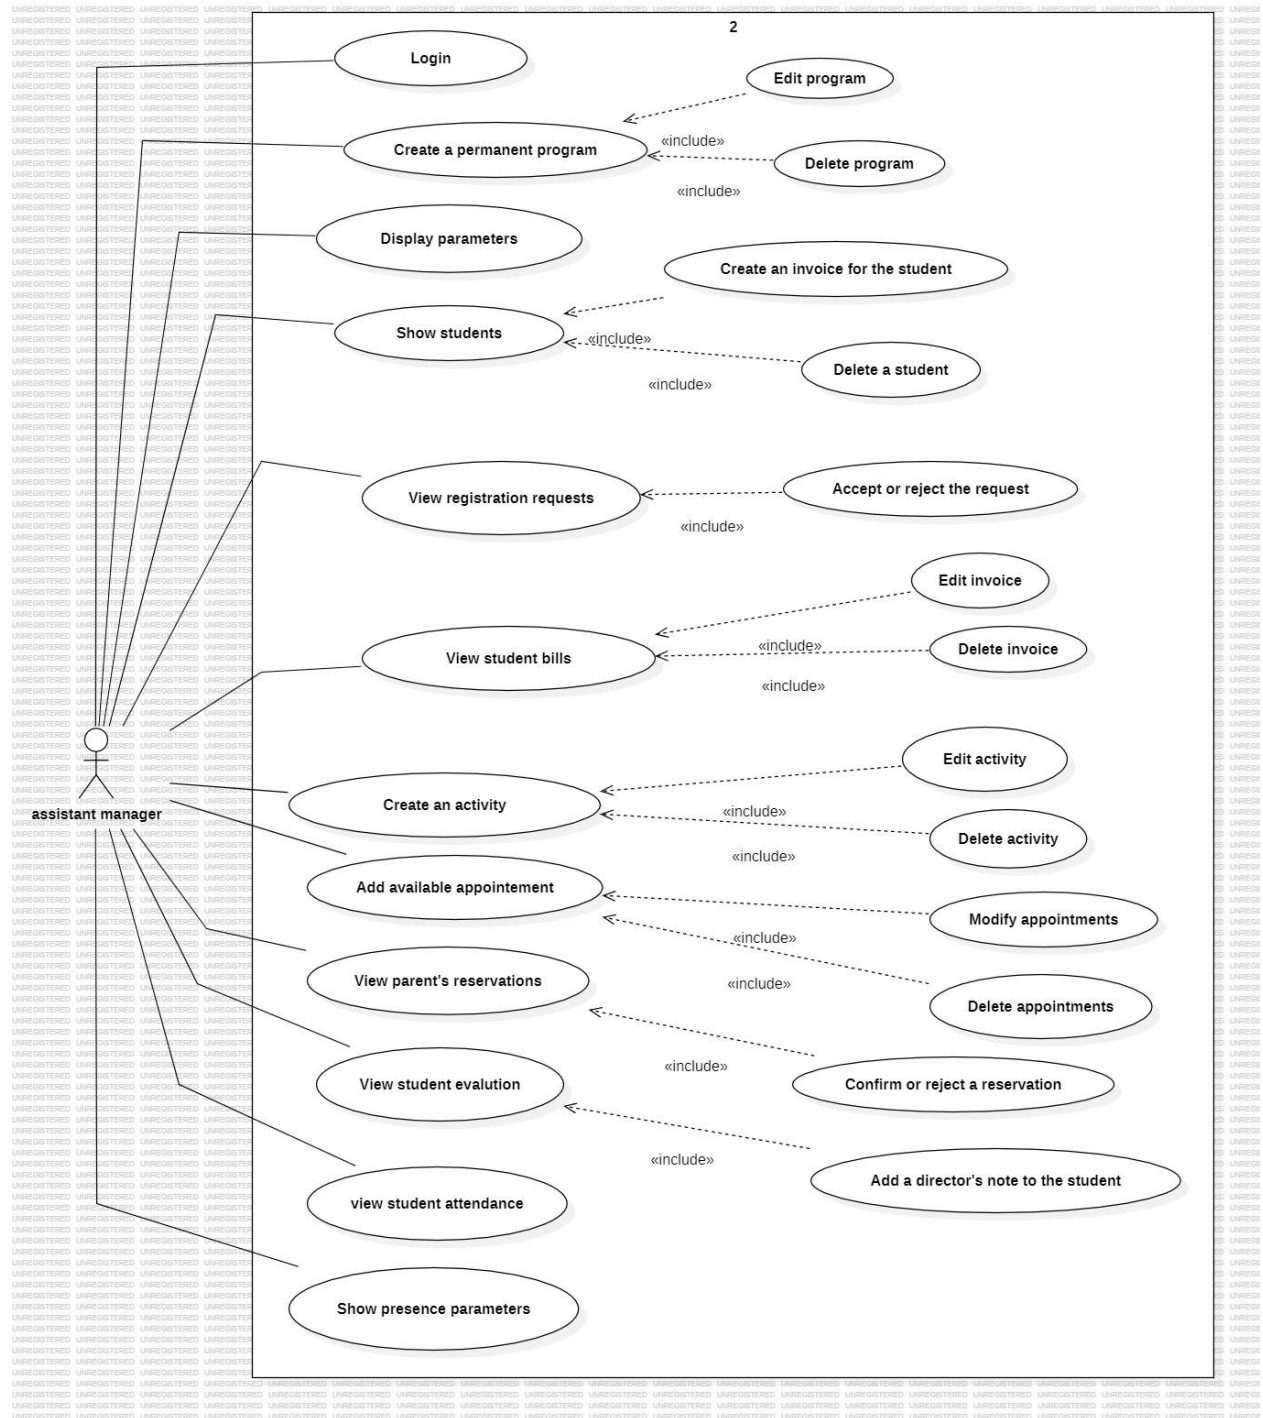 2
Login
Edit program
Create a permanent program
«include»
Delete program
«include»
Display parameters
Create an invoice for the student
Show students
«include»
Delete a student
«include»
View registration requests
Accept or reject the request
«include»
Edit invoice
View student bills
«include»
Delete invoice
«include»
Edit activity
assistant manager
Create an activity
«include»
Delete activity
«include»
Add available appointement
Modify appointments
«include»
View parent's reservations
«include»
Delete appointments
«include»
View student evalution
Confirm or reject a reservation
«include»
Add a director's note to the student
view student attendance
Show presence parameters
UNREGISTERED